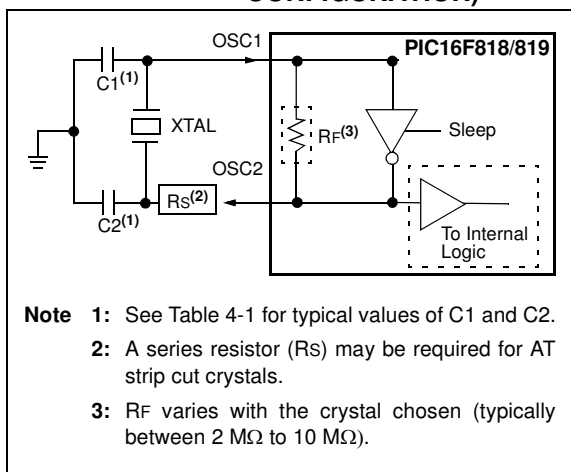 OSC1
PIC16F818/819
C1(1)
XTAL
RF(3)
Sleep
OSC2
RS(2)
C2(1)
To Internal
Logic
Note 1: See Table 4-1 for typical values of C1 and C2.
2: A series resistor (RS) may be required for AT
strip cut crystals.
3: RF varies with the crystal chosen (typically
between 2 MΩ to 10 MΩ).